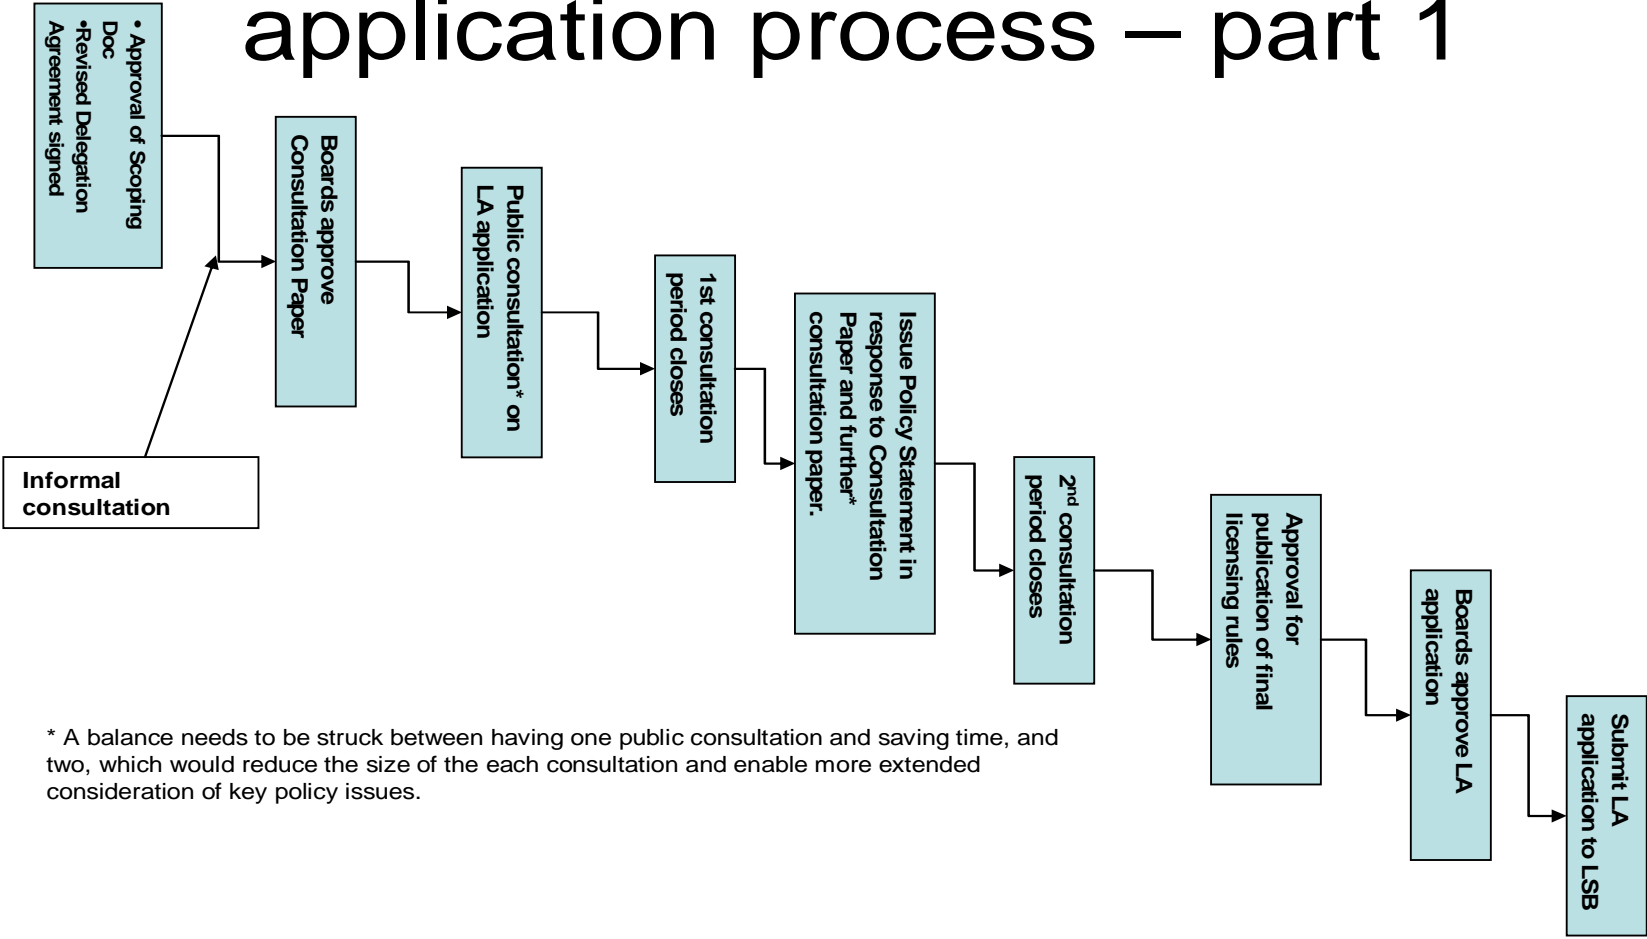 application process – part 1
• Approval of Scoping
Doc
•Revised Delegation
Agreement signed
Boards approve
Consultation Paper
Public consultation* on
LA application
1st consultation
period closes
Issue Policy Statement in
response to Consultation
Paper and further*
consultation paper.
2nd consultation
period closes
Approval for
publication of final
licensing rules
Boards approve LA
application
Submit LA
application to LSB
Informal
consultation
* A balance needs to be struck between having one public consultation and saving time, and
two, which would reduce the size of the each consultation and enable more extended
consideration of key policy issues.